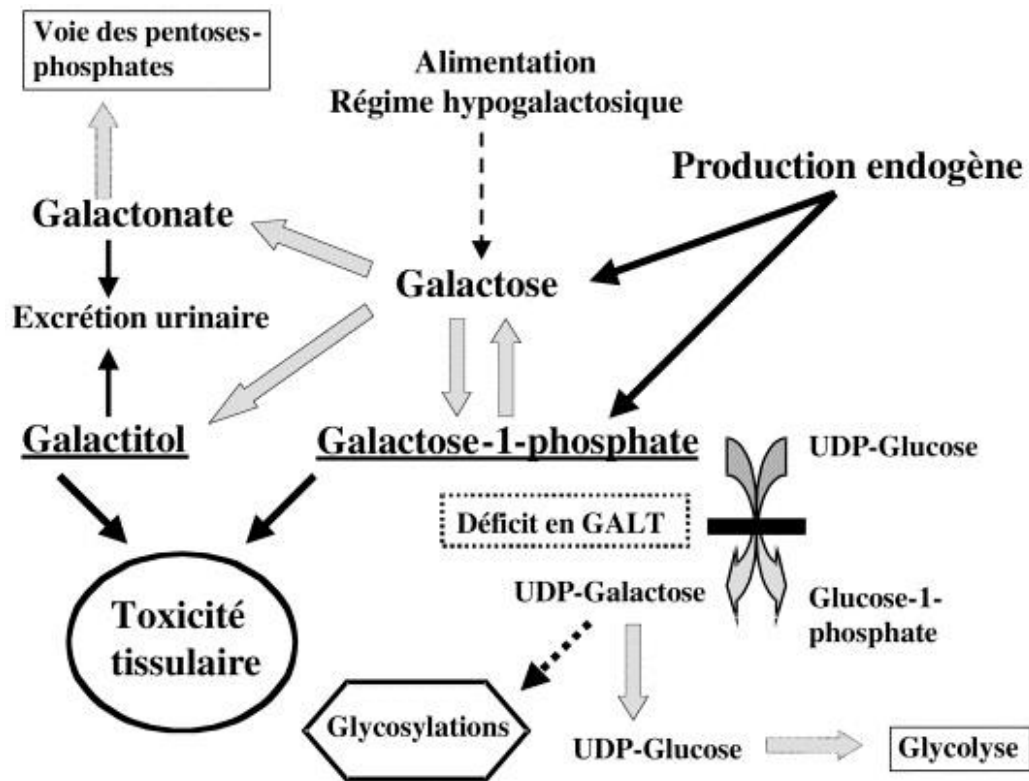 Voie des pentoses-
phosphates
Alimentation
Régime hypogalactosique
Production endogène
Galactonate
Galactose
Excrétion urinaire
Galactitol
Galactose-1-phosphate
UDP-Glucose
Déficit en GALT
UDP-Galactose
Glucose-1-
phosphate
Toxicité
tissulaire
Glycosylations
UDP-Glucose
Glycolyse